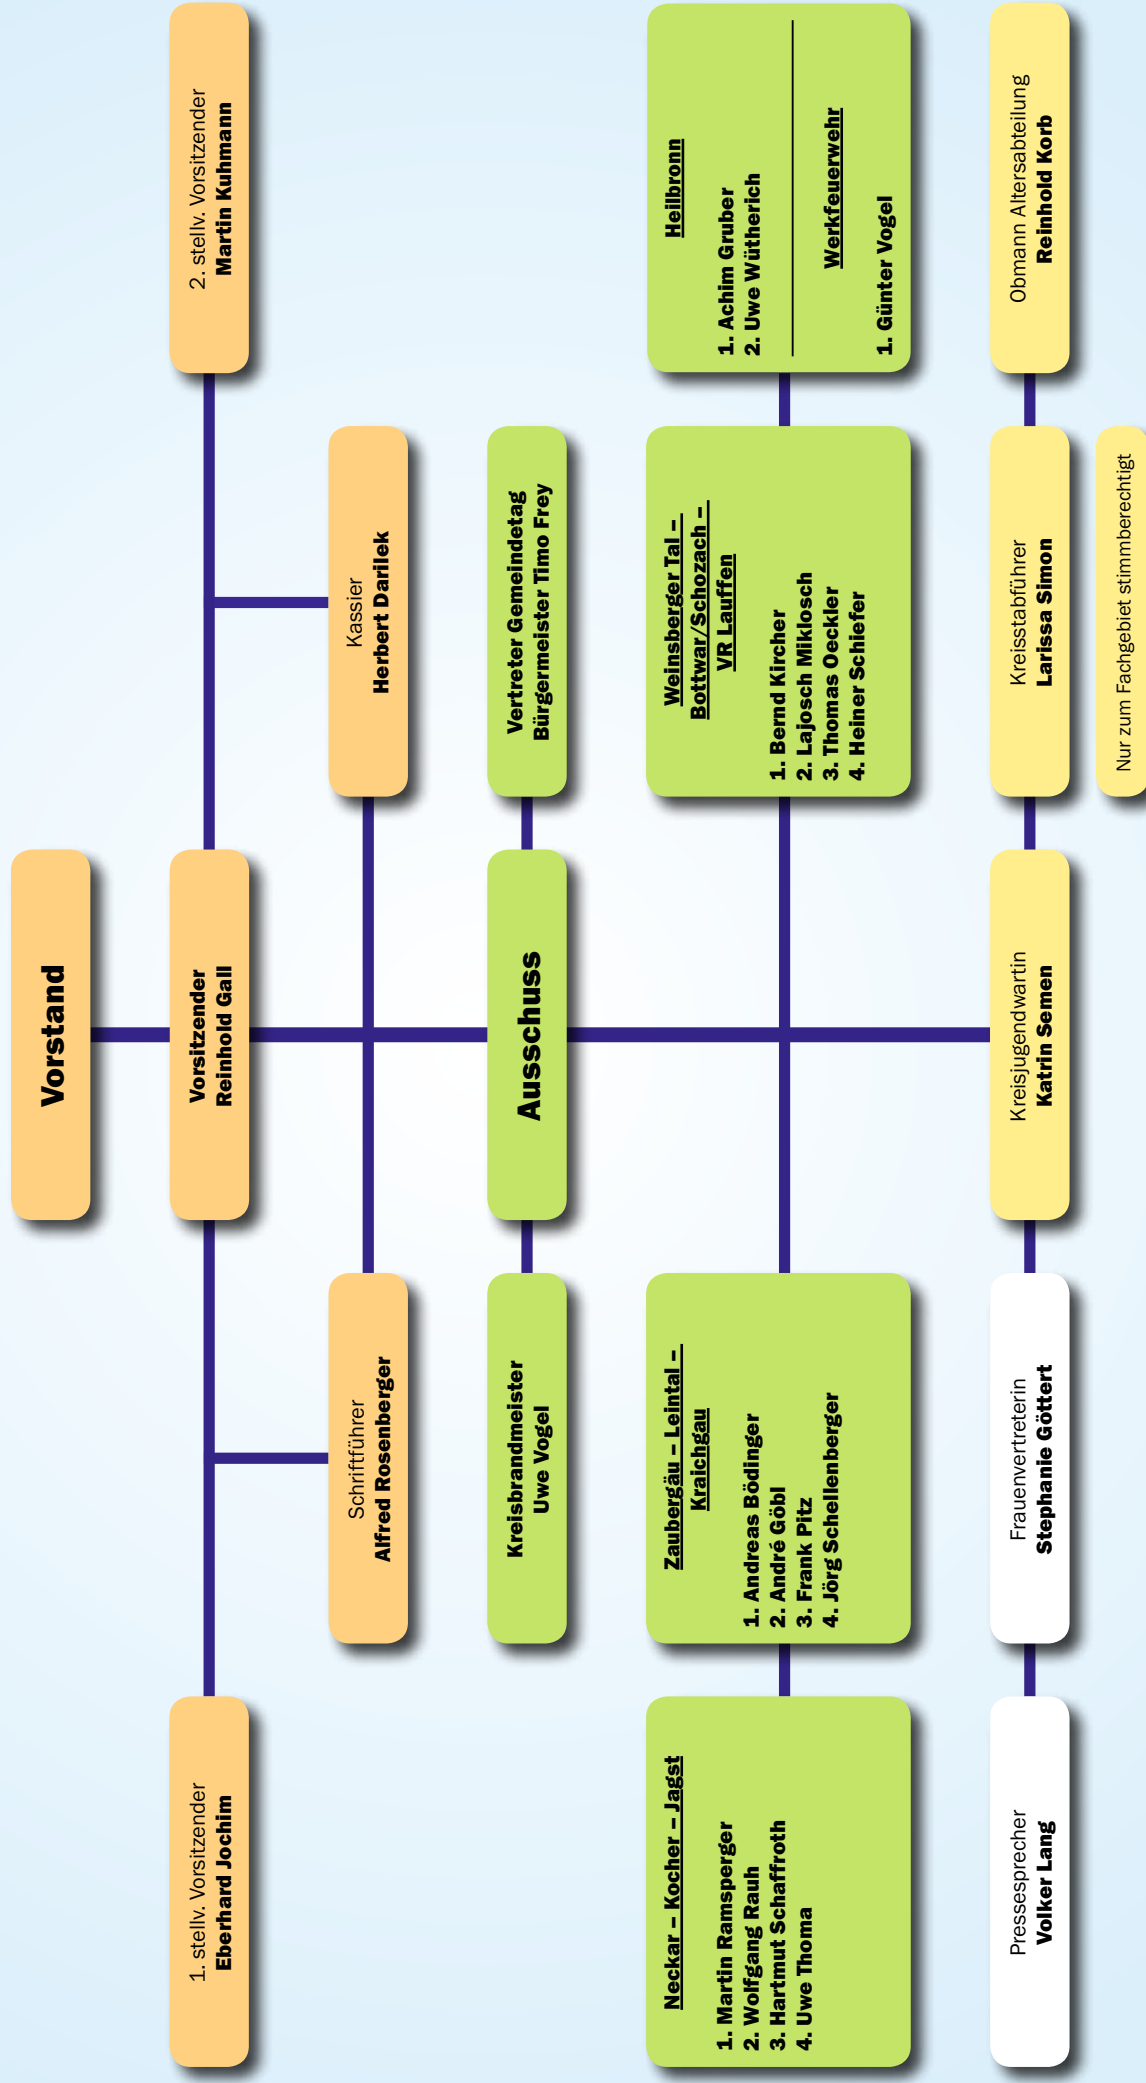 Vorstand
1. stellv. Vorsitzender
Eberhard Jochim
Vorsitzender
Reinhold Gall
2. stellv. Vorsitzender
Martin Kuhmann
Schriftführer
Alfred Rosenberger
Kassier
Herbert Darilek
Kreisbrandmeister
Uwe Vogel
Ausschuss
Vertreter Gemeindetag
Bürgermeister Timo Frey
Neckar – Kocher – Jagst
1. Martin Ramsperger
2. Wolfgang Rauh
3. Hartmut Schaffroth
4. Uwe Thoma
Zaubergäu – Leintal –
Kraichgau
1. Andreas Bödinger
2. André Göbl
3. Frank Pitz
4. Jörg Schellenberger
Weinsberger Tal –
Bottwar/Schozach –
VR Lauffen
1. Bernd Kircher
2. Lajosch Miklosch
3. Thomas Oeckler
4. Heiner Schiefer
Heilbronn
1. Achim Gruber
2. Uwe Wütherich
Werkfeuerwehr
1. Günter Vogel
Pressesprecher
Volker Lang
Frauenvertreterin
Stephanie Göttert
Kreisjugendwartin
Katrin Semen
Kreisstabführer
Larissa Simon
Obmann Altersabteilung
Reinhold Korb
Nur zum Fachgebiet stimmberechtigt